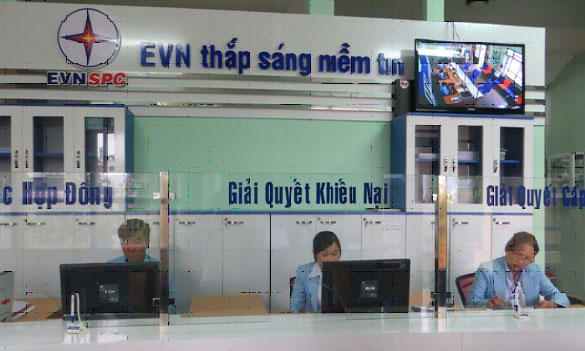 EVN thắp sáng niềm tin
EVNSPC
c Hợp Đồng
Giải Quyết Khiếu Nại
Giải Quyết Cấp